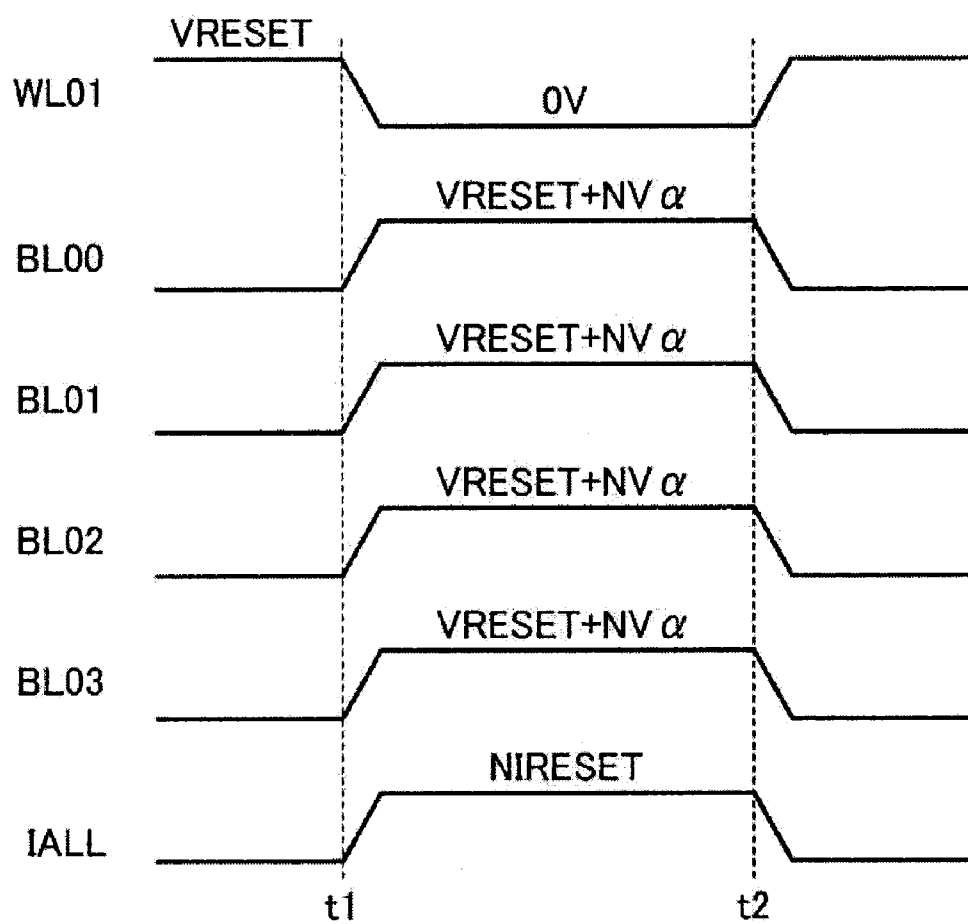 VRESET
WL01
0V
VRESET+NVα
BL00
VRESET+NVα
BL01
VRESET+NVα
BL02
VRESET+NVα
BL03
NIRESET
IALL
t1 t2